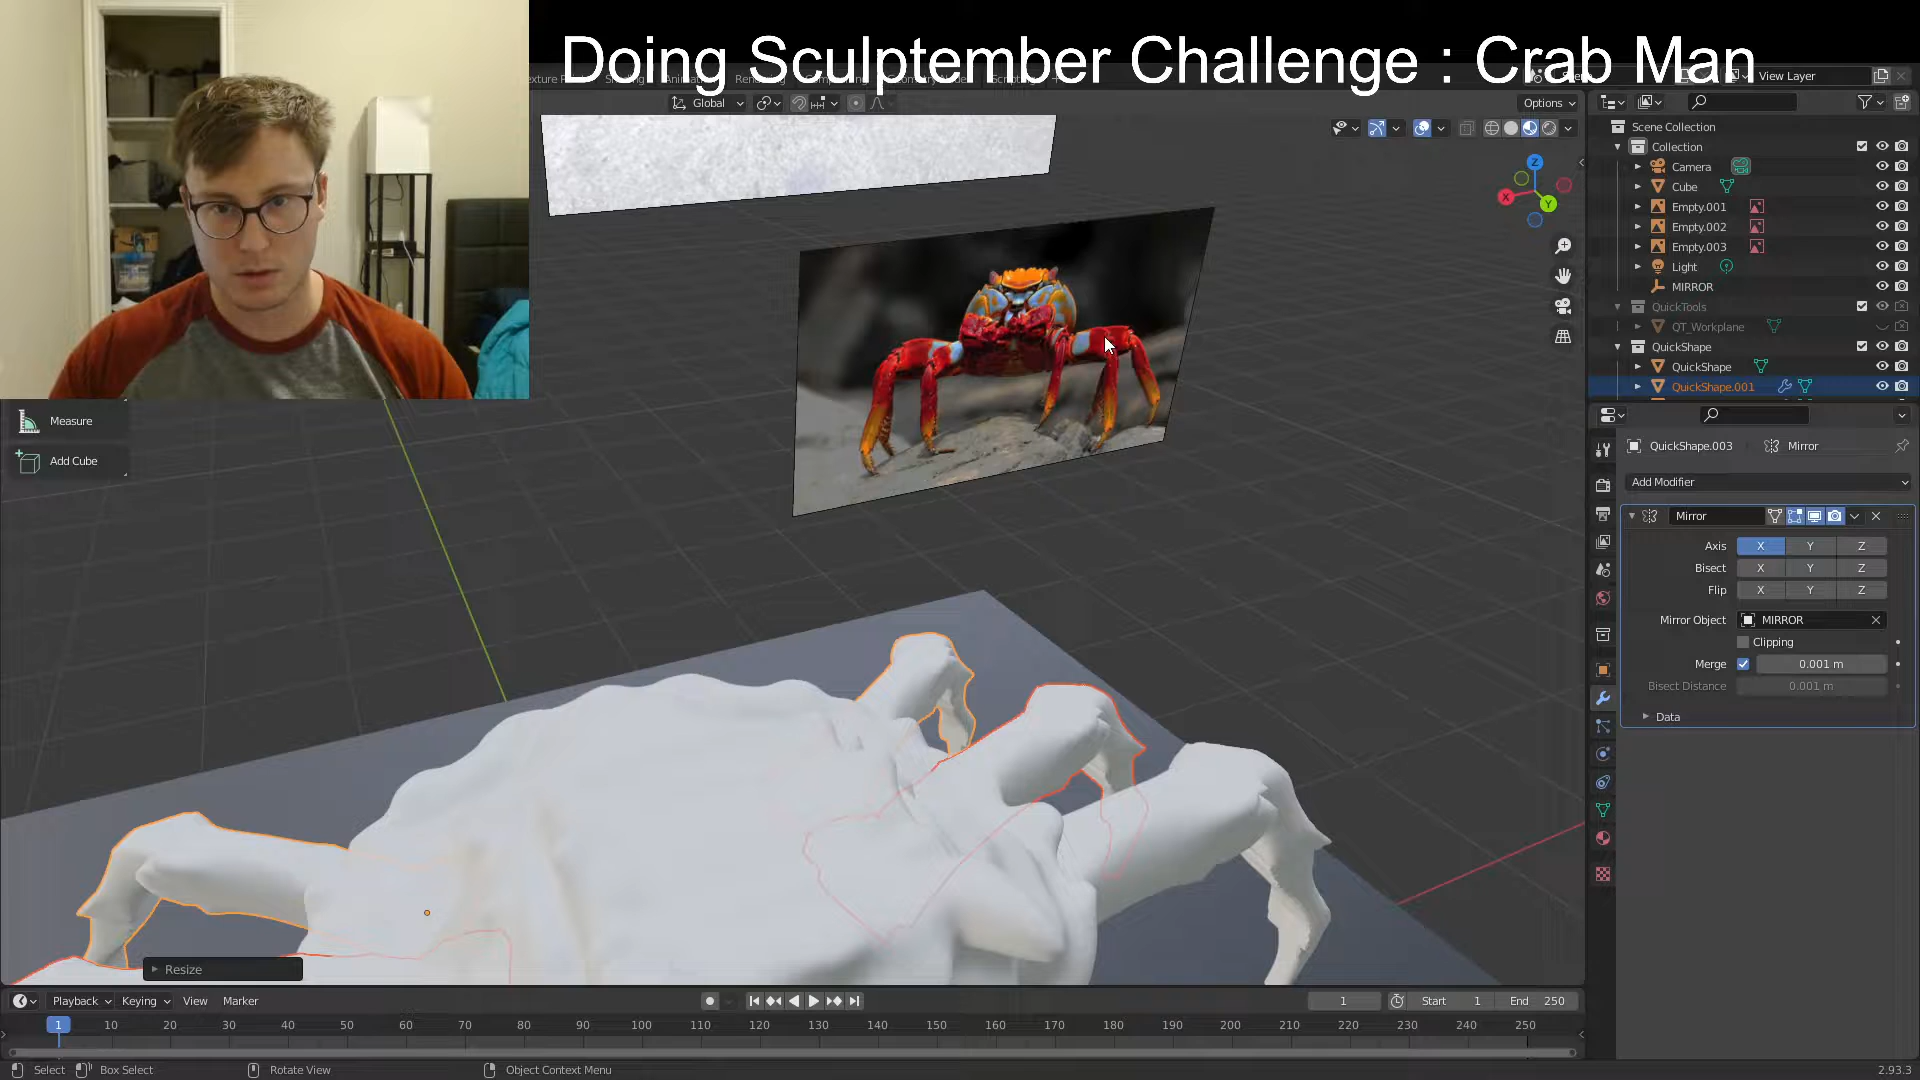 Doing Sculptember Challenge : Crab Man
View Layer
Global
Options
Scene Collection
Collection
Camera
Cube
Empty.001
Empty.002
Empty.003
Light
MIRROR
QuickTools
QT_Workplane
QuickShape
QuickShape
QuickShape.001
Z
X
Y
Measure
Add Cube
QuickShape.003
Mirror
Add Modifier
Mirror
Axis X Y Z
Bisect X Y Z
Flip X Y Z
Mirror Object MIRROR
Clipping
Merge 0.001 m
Bisect Distance 0.001 m
Data
Resize
Playback Keying View Marker
1 Start 1 End 250
1 10 20 30 40 50 60 70 80 90 100 110 120 130 140 150 160 170 180 190 200 210 220 230 240 250
Select Box Select Rotate View Object Context Menu 2.93.3